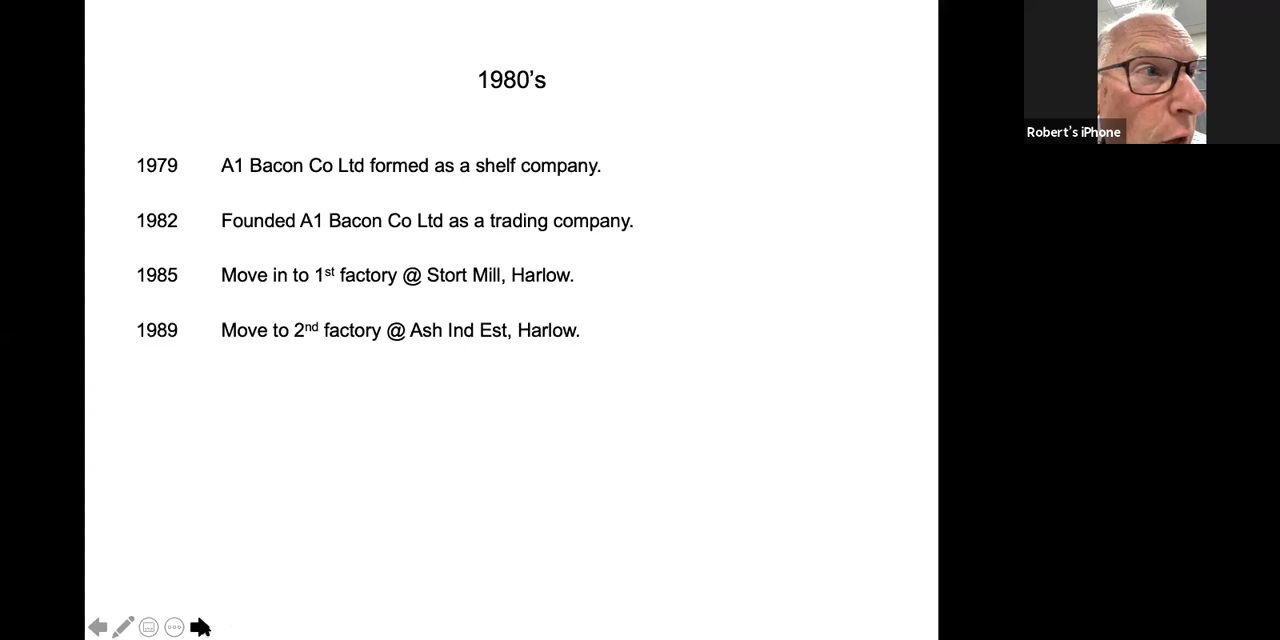 1980’s
1979 A1 Bacon Co Ltd formed as a shelf company.
1982 Founded A1 Bacon Co Ltd as a trading company.
1985 Move in to 1st factory @ Stort Mill, Harlow.
1989 Move to 2nd factory @ Ash Ind Est, Harlow.
Robert’s iPhone